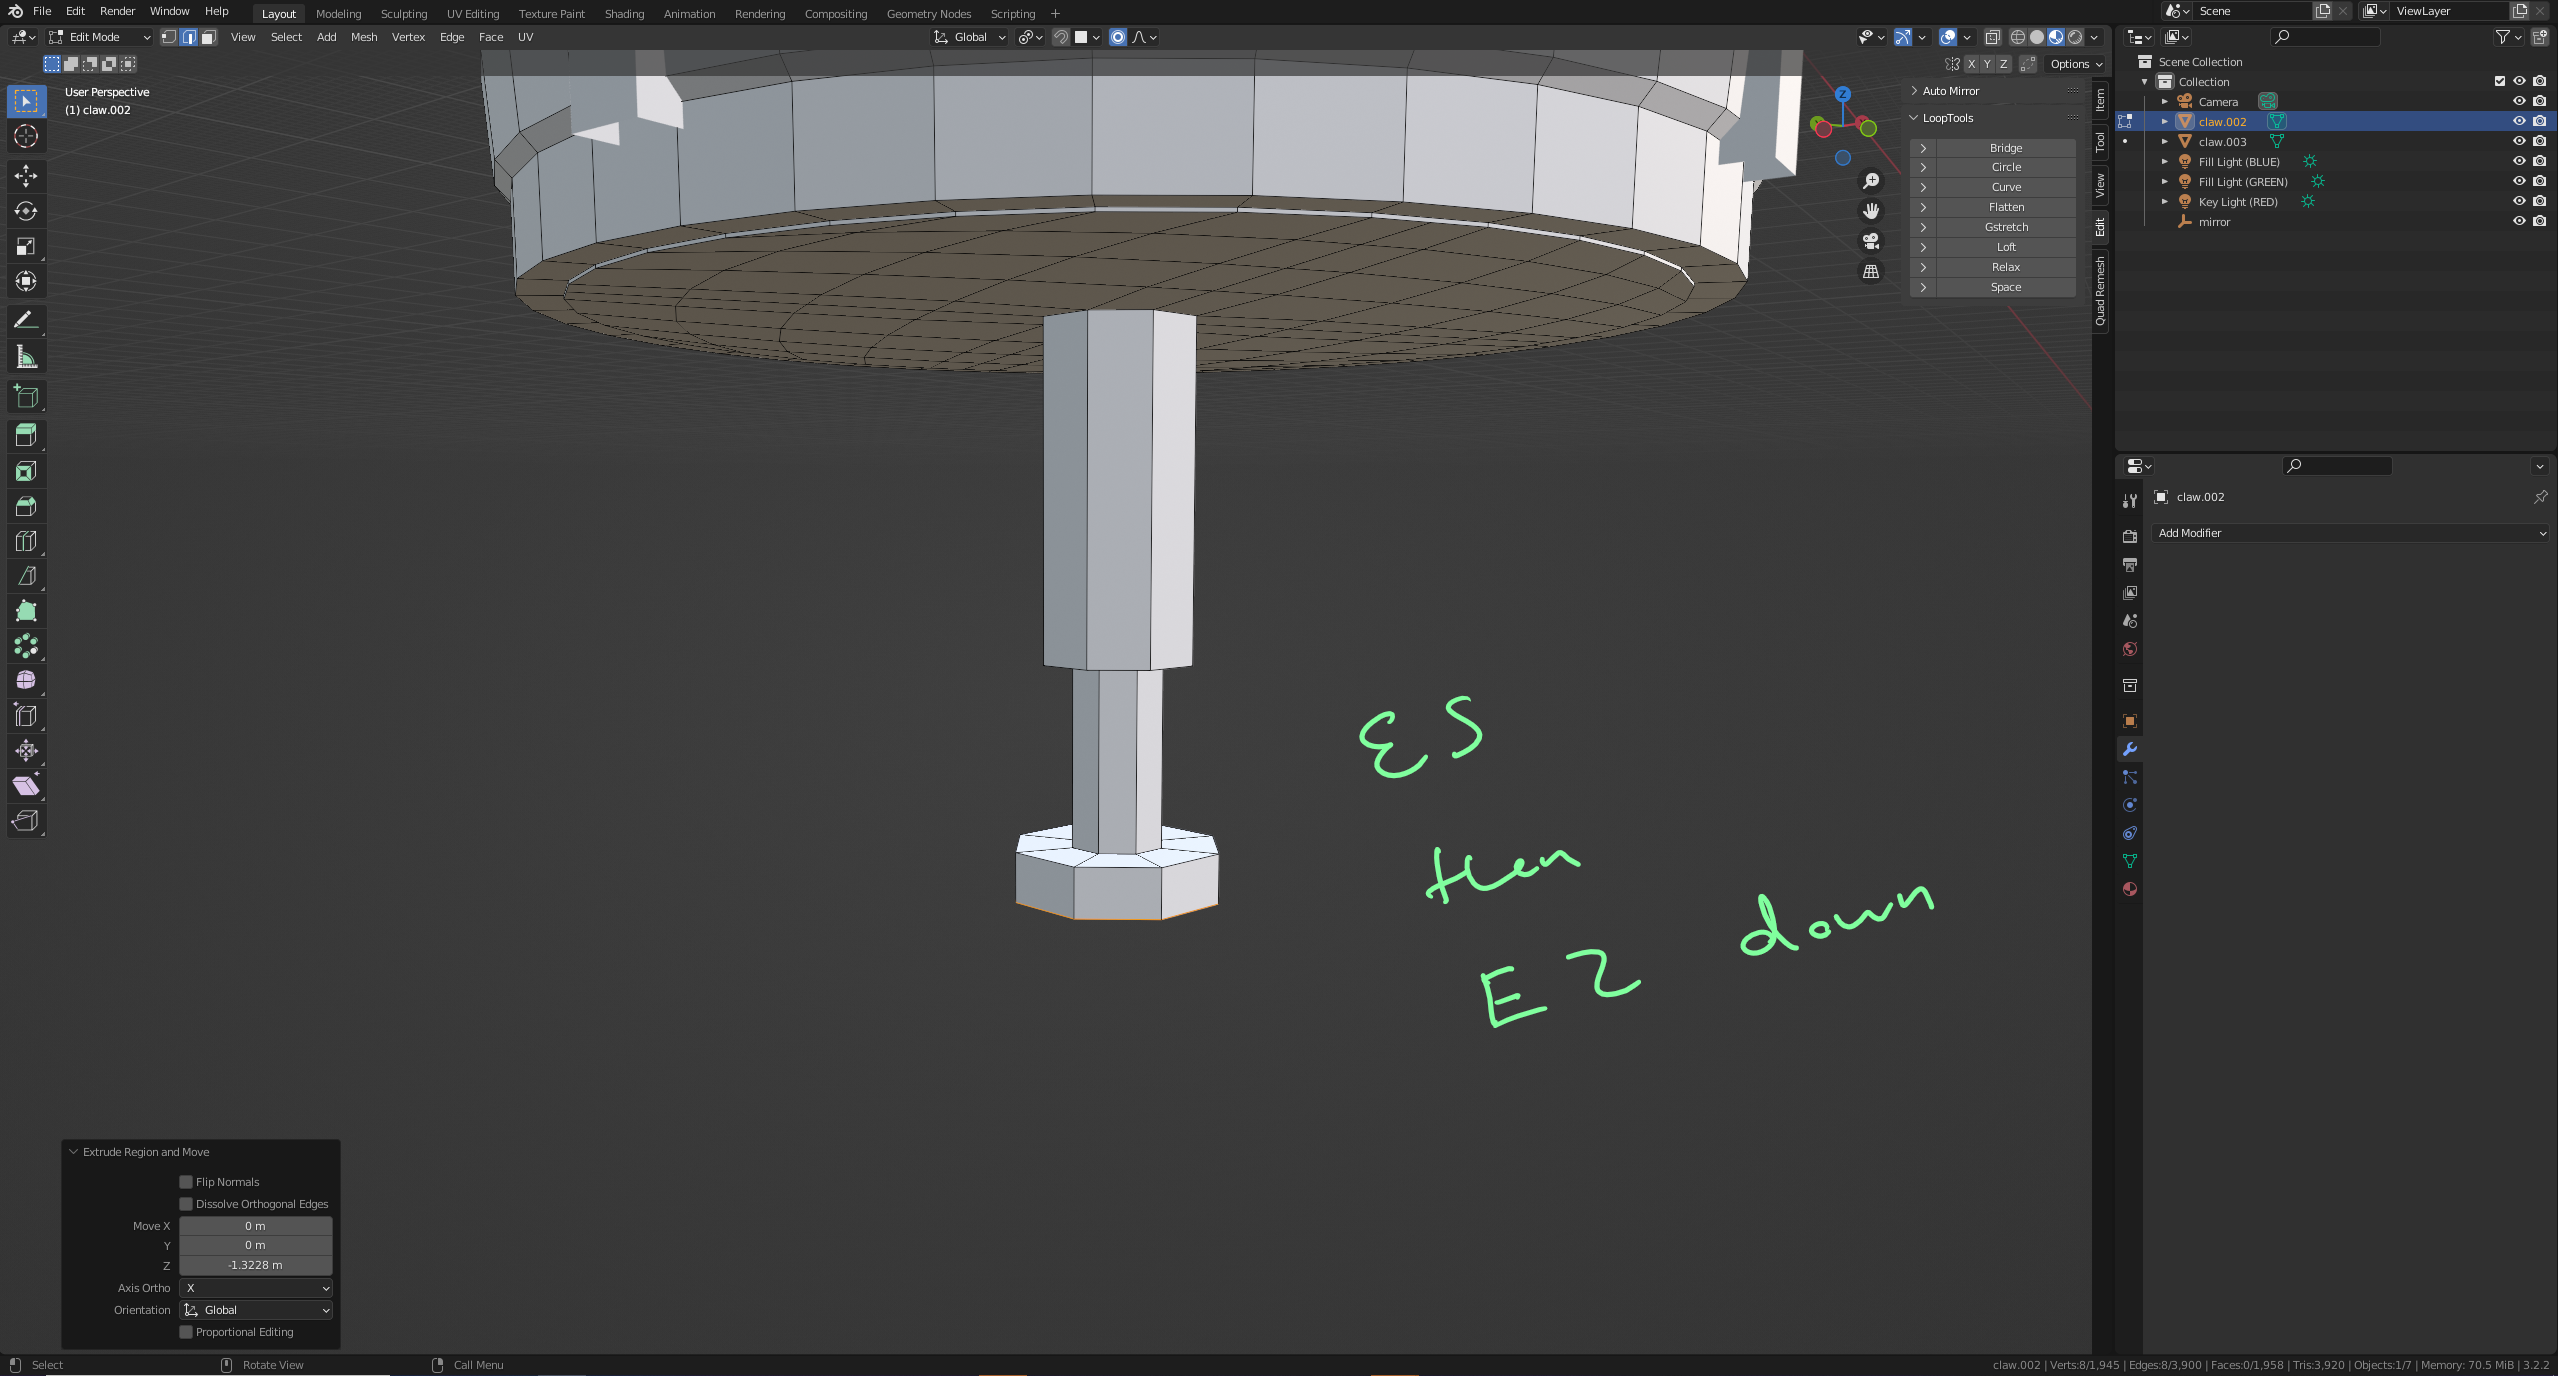 File Edit Render Window Help Layout Modeling Sculpting UV Editing Texture Paint Shading Animation Rendering Compositing Geometry Nodes Scripting +
Scene ViewLayer
Edit Mode View Select Add Mesh Vertex Edge Face UV Global
X Y Z Options
User Perspective
(1) claw.002
Z
Auto Mirror
LoopTools
Bridge
Circle
Curve
Flatten
Gstretch
Loft
Relax
Space
Item
Tool
View
Edit
Quad Remesh
Scene Collection
Collection
Camera
claw.002
claw.003
Fill Light (BLUE)
Fill Light (GREEN)
Key Light (RED)
mirror
claw.002
Add Modifier
ES
then
EZ down
Extrude Region and Move
Flip Normals
Dissolve Orthogonal Edges
Move X 0 m
Y 0 m
Z -1.3228 m
Axis Ortho X
Orientation Global
Proportional Editing
Select Rotate View Call Menu
claw.002 | Verts:8/1,945 | Edges:8/3,900 | Faces:0/1,958 | Tris:3,920 | Objects:1/7 | Memory: 70.5 MiB | 3.2.2